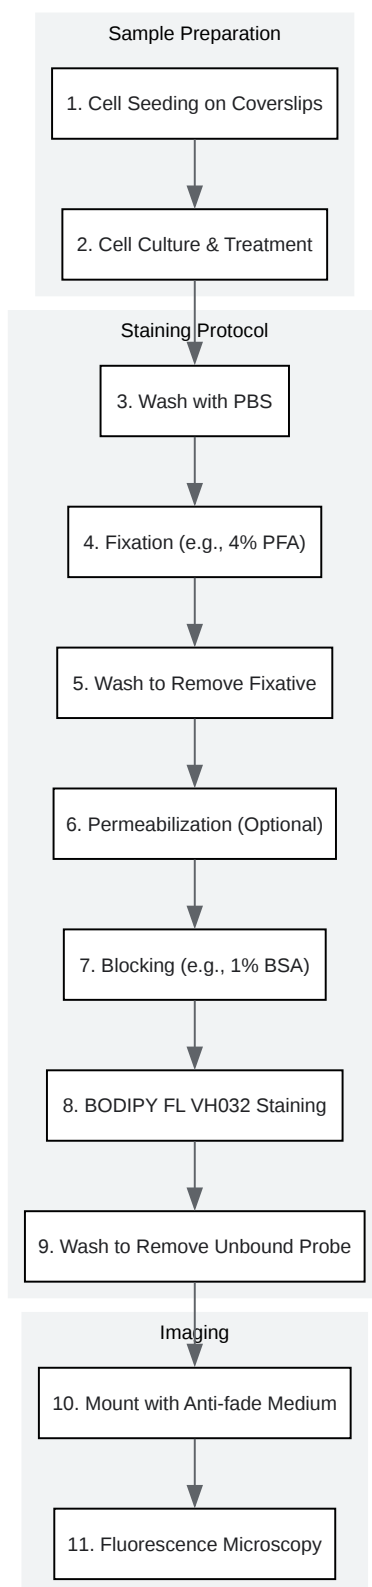 Sample Preparation
1. Cell Seeding on Coverslips
2. Cell Culture & Treatment
Staining Protocol
3. Wash with PBS
4. Fixation (e.g., 4% PFA)
5. Wash to Remove Fixative
6. Permeabilization (Optional)
7. Blocking (e.g., 1% BSA)
8. BODIPY FL VH032 Staining
9. Wash to Remove Unbound Probe
Imaging
10. Mount with Anti-fade Medium
11. Fluorescence Microscopy